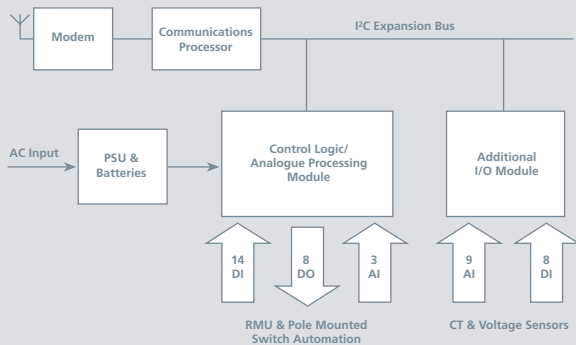 I²C Expansion Bus
Modem
Communications
Processor
AC Input
PSU &
Batteries
Control Logic/
Analogue Processing
Module
Additional
I/O Module
14
DI
8
DO
3
AI
9
AI
8
DI
RMU & Pole Mounted
Switch Automation
CT & Voltage Sensors